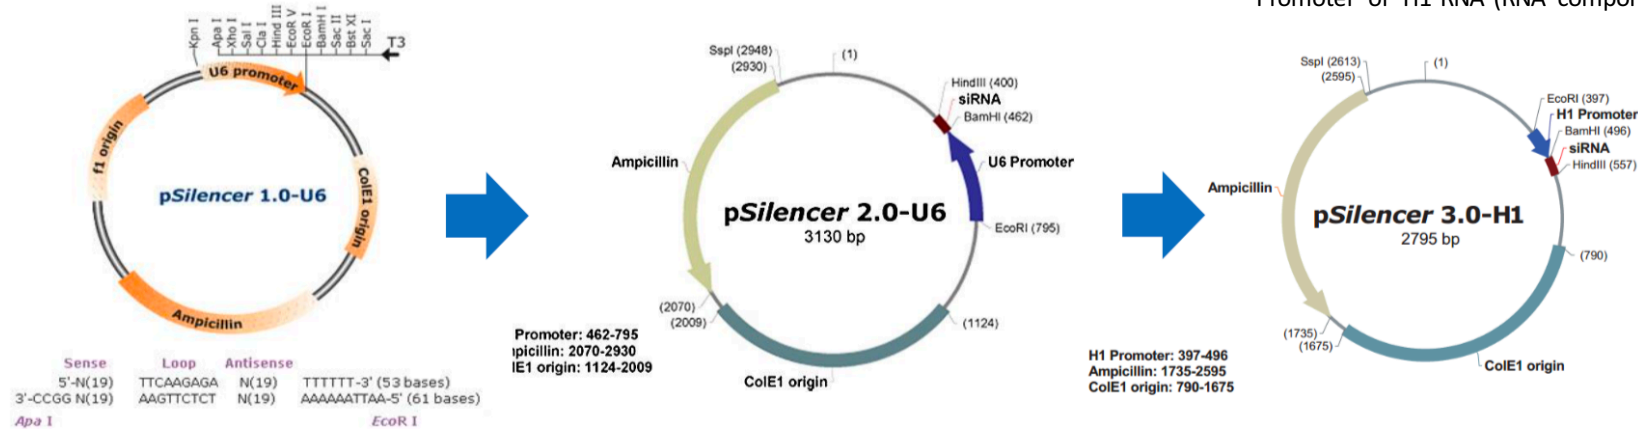 Promoter of H1 RNA (RNA compor
Kpn I
Apa I
Xho I
Sal I
Cla I
Hind III
EcoR V
EcoR I
BamH I
Sac II
Bst XI
Sac I
T3
U6 promoter
f1 origin
ColE1 origin
Ampicillin
pSilencer 1.0-U6
Sense Loop Antisense
5'-N(19) TTCAAGAGA N(19) TTTTTT-3' (53 bases)
3'-CCGG N(19) AAGTTCTCT N(19) AAAAAATTAA-5' (61 bases)
Apa I EcoR I
SspI (2948)
(2930)
(1)
HindIII (400)
siRNA
BamHI (462)
Ampicillin
U6 Promoter
pSilencer 2.0-U6
3130 bp
EcoRI (795)
(2070)
(2009)
(1124)
Promoter: 462-795
picillin: 2070-2930
lE1 origin: 1124-2009
ColE1 origin
SspI (2613)
(2595)
(1)
EcoRI (397)
H1 Promoter
BamHI (496)
siRNA
HindIII (557)
Ampicillin
pSilencer 3.0-H1
2795 bp
(790)
(1735)
(1675)
H1 Promoter: 397-496
Ampicillin: 1735-2595
ColE1 origin: 790-1675
ColE1 origin